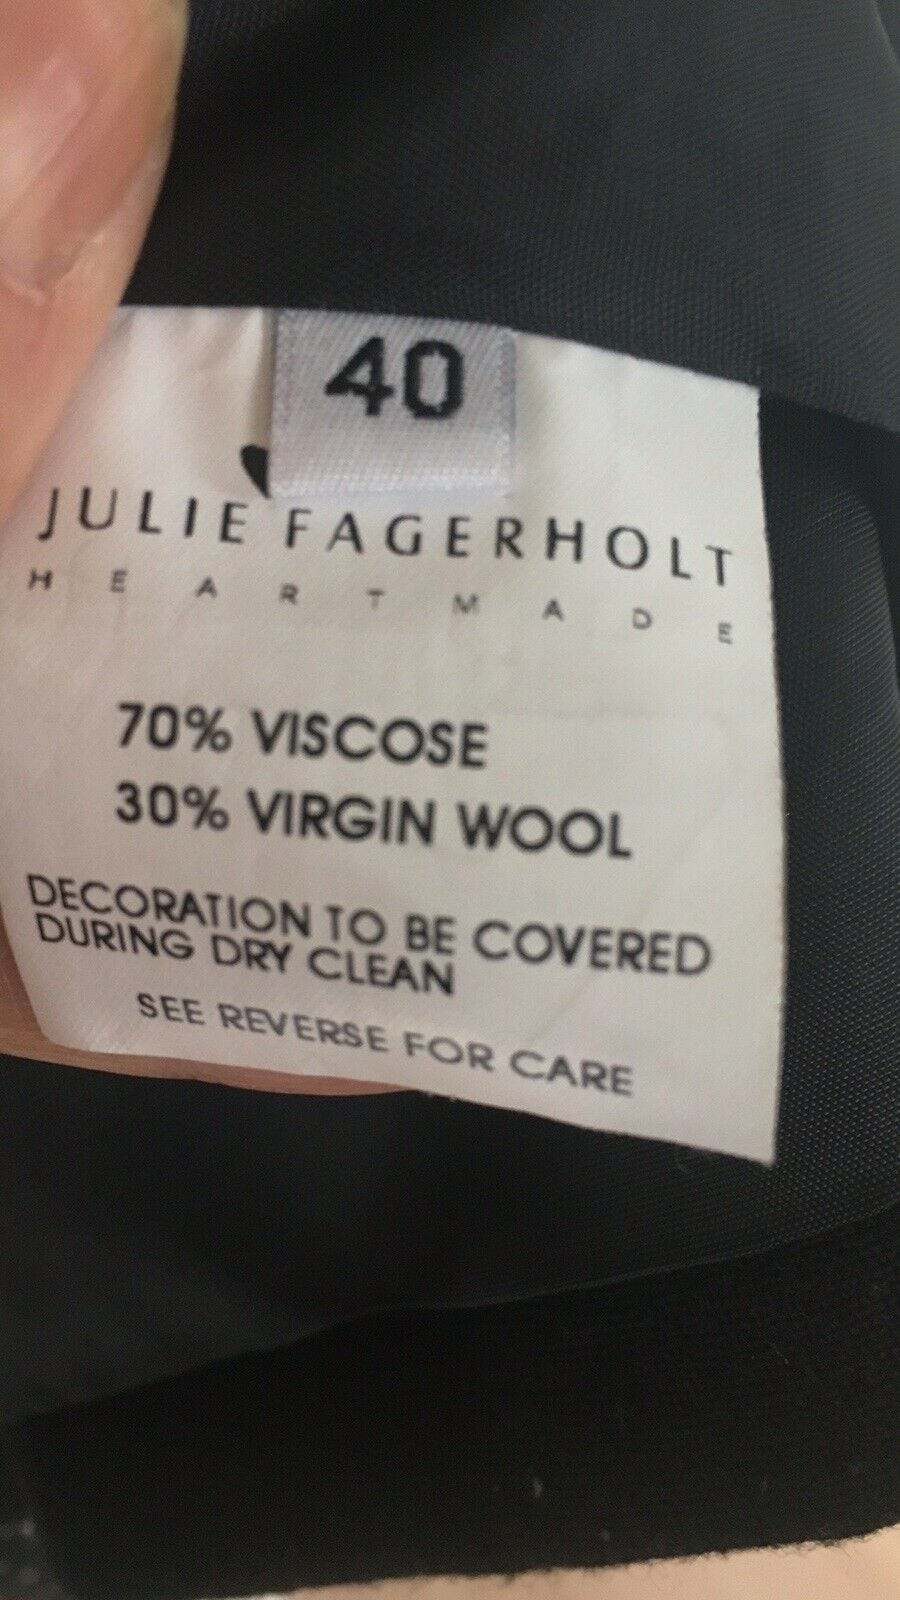 40
JULIE FAGERHOLT
HEARTMADE
70% VISCOSE
30% VIRGIN WOOL
DECORATION TO BE COVERED
DURING DRY CLEAN
SEE REVERSE FOR CARE